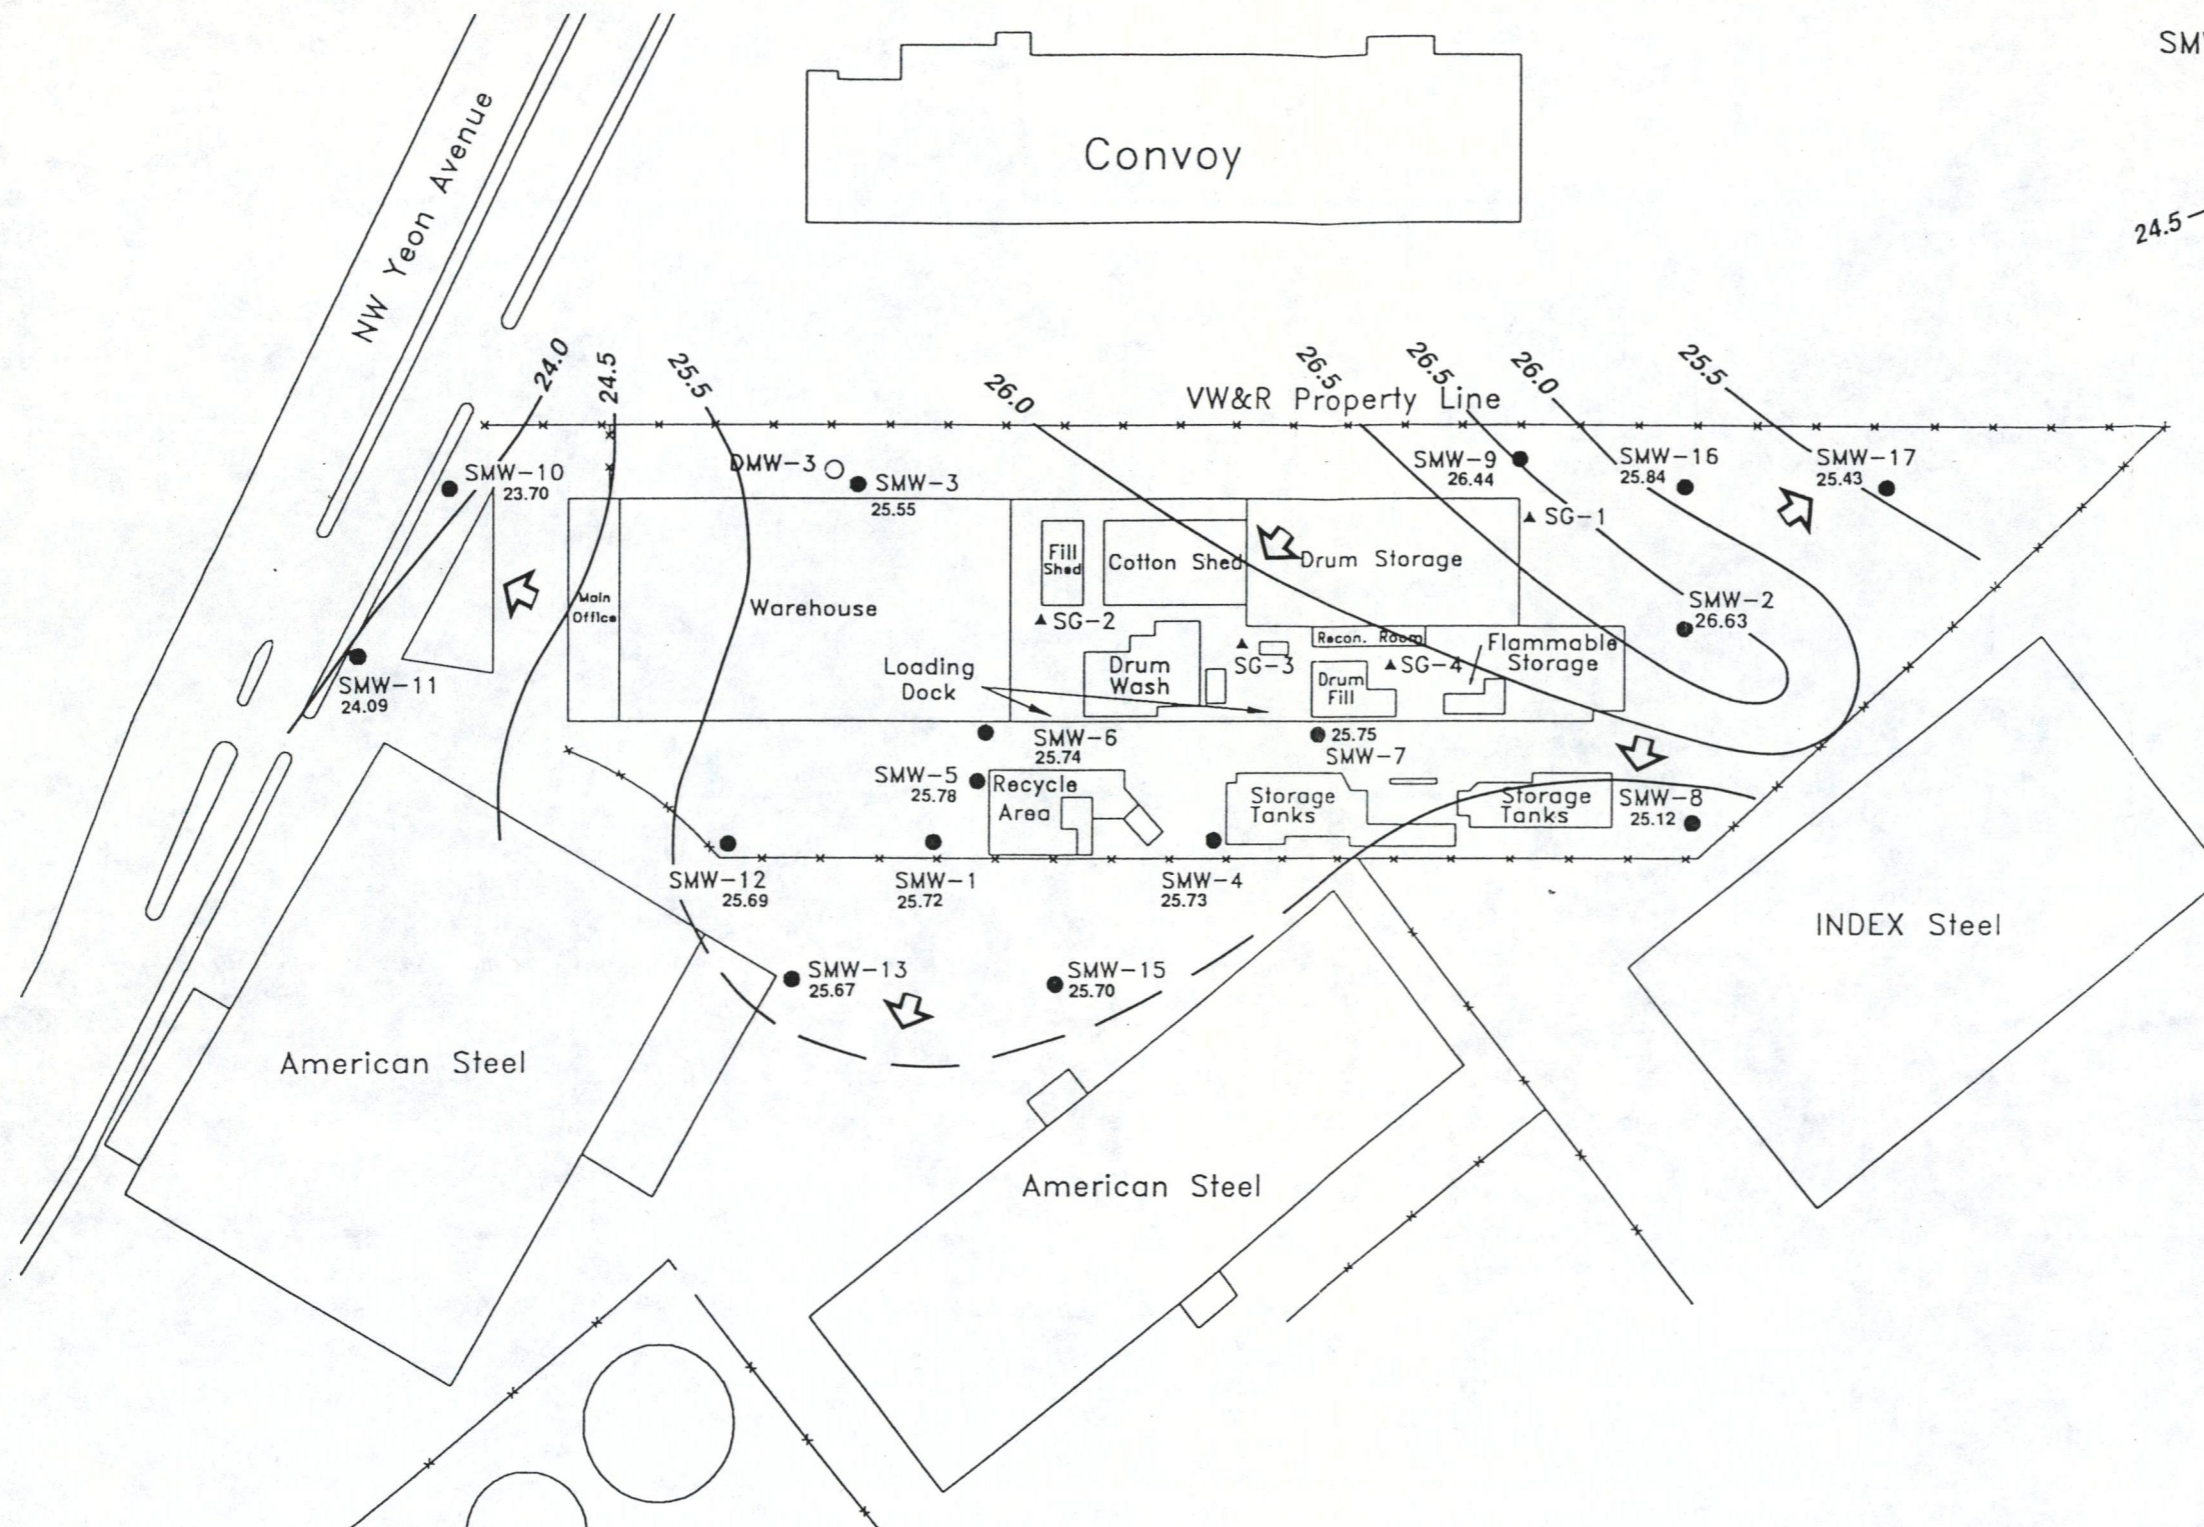 SM
Convoy
NW Yeon Avenue
24.5
24.0
24.5
25.5
26.0
26.5
26.5
26.0
25.5
VW&R Property Line
SMW-10
23.70
DMW-3
SMW-3
25.55
SMW-9
26.44
SMW-16
25.84
SMW-17
25.43
SG-1
Fill
Shed
Cotton Shed
Drum Storage
Main
Office
Warehouse
SG-2
SMW-2
26.63
Recon. Room
Flammable
Storage
Loading
Dock
Drum
Wash
SG-3
SG-4
Drum
Fill
SMW-11
24.09
SMW-6
25.74
25.75
SMW-7
SMW-5
25.78
Recycle
Area
Storage
Tanks
Storage
Tanks
SMW-8
25.12
SMW-12
25.69
SMW-1
25.72
SMW-4
25.73
INDEX Steel
SMW-13
25.67
SMW-15
25.70
American Steel
American Steel